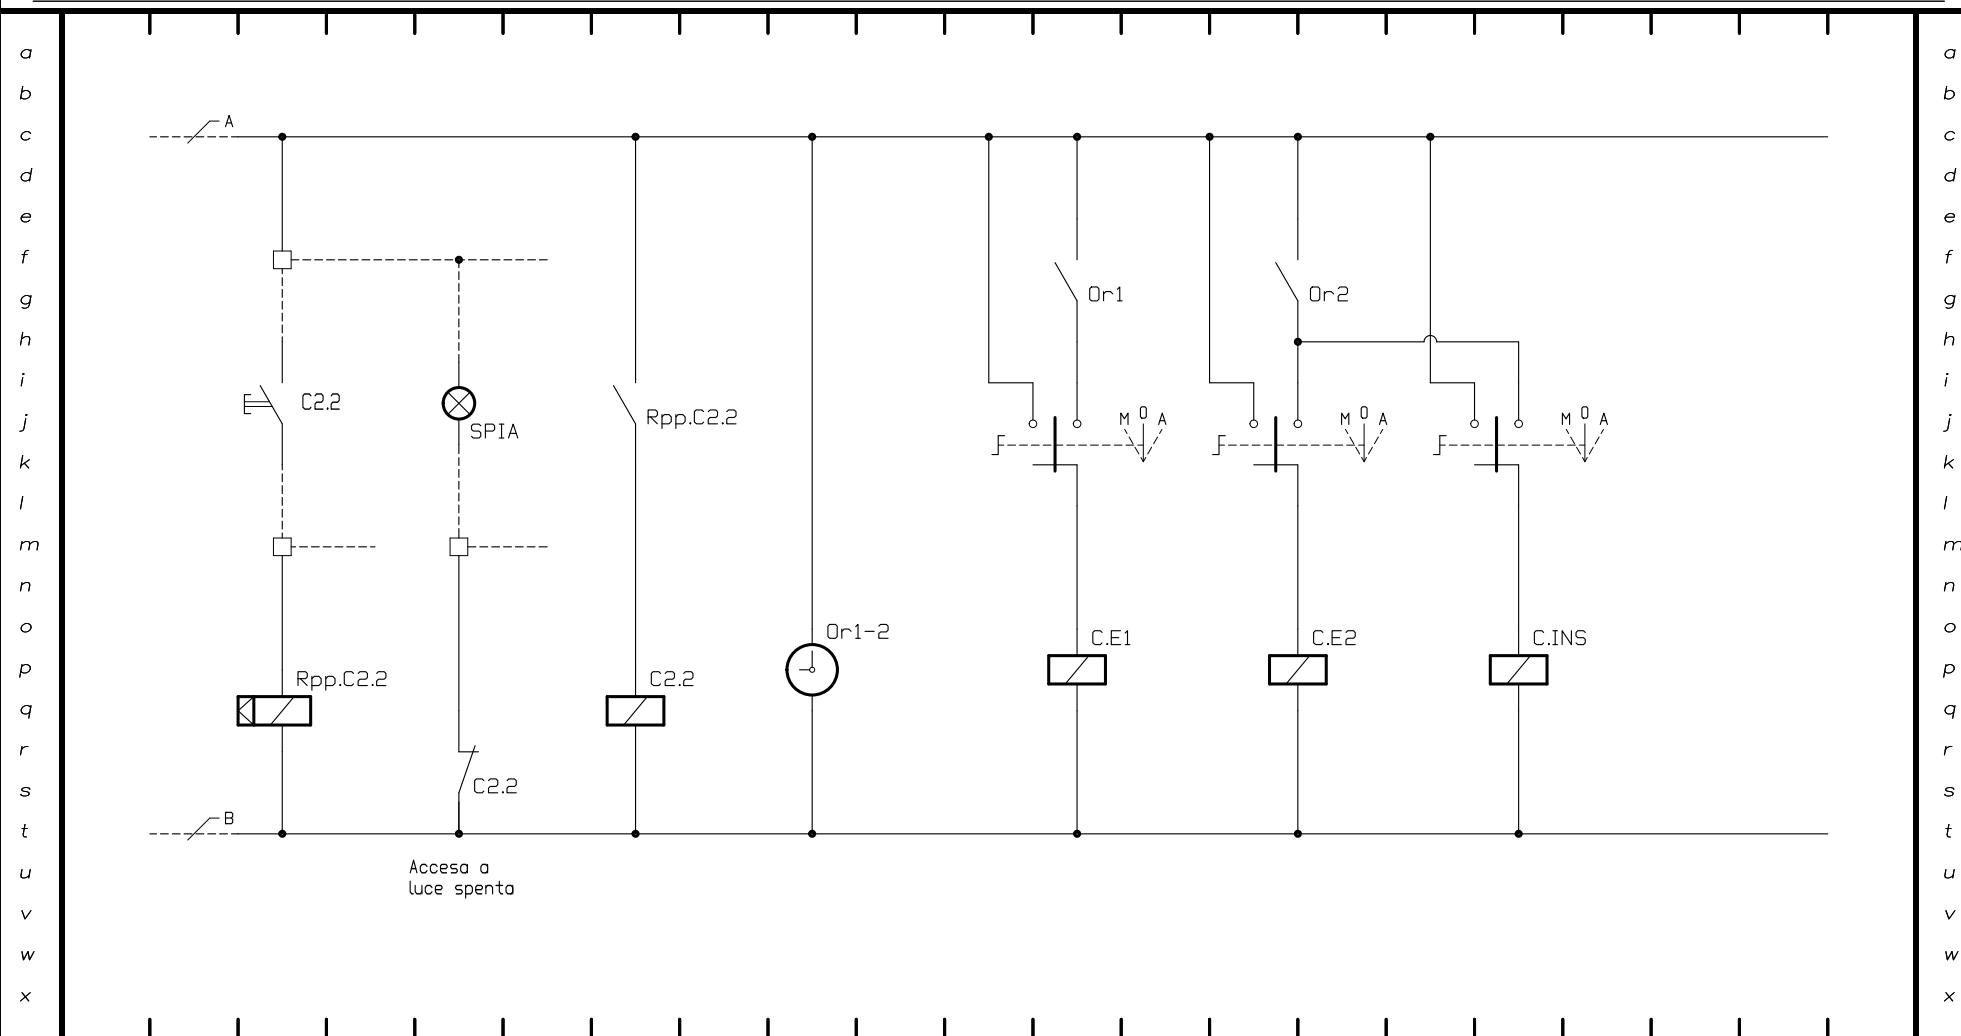 a a
b b
A
c c
d d
e e
f f
g Or1 Or2 g
h h
i i
C2.2 Rpp.C2.2 M 0 A M 0 A M 0 A
j SPIA j
k k
l l
m m
n n
o Or1-2 C.E1 C.E2 C.INS o
p Rpp.C2.2 C2.2 p
q q
r r
s C2.2 s
B
t t
u Accesa a u
luce spenta
v v
w w
x x